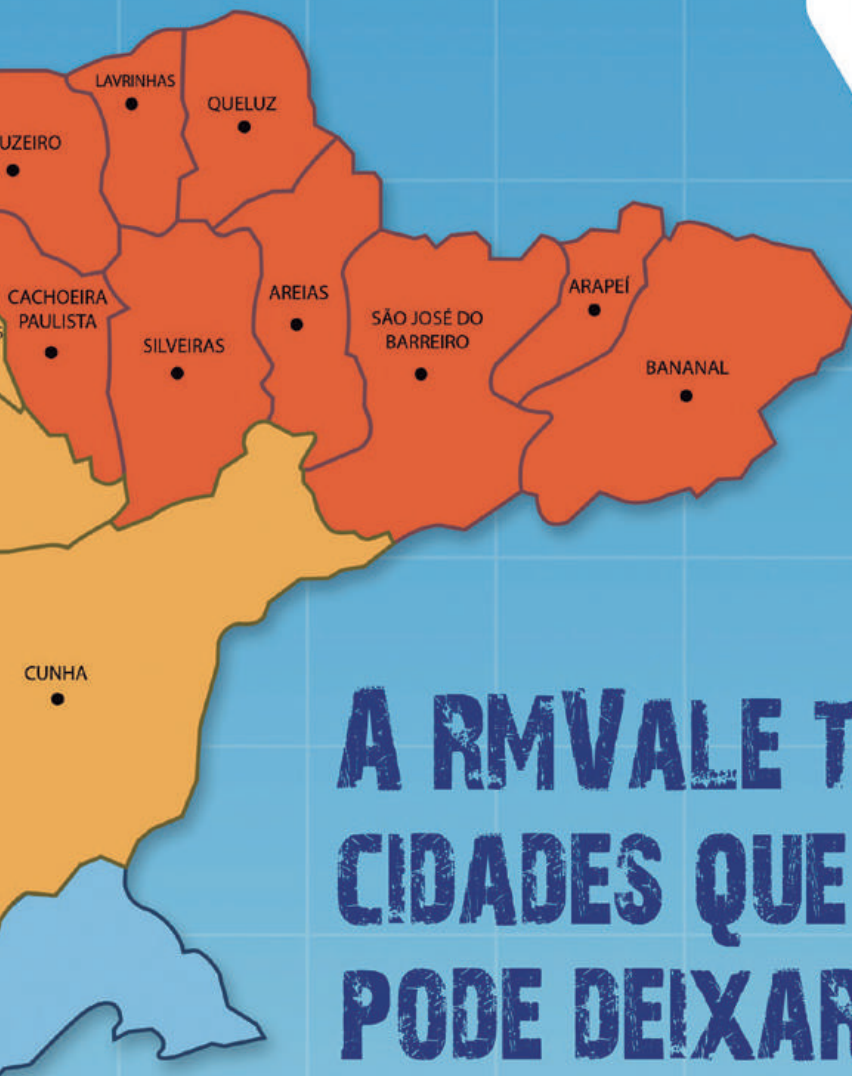 LAVRINHAS
QUELUZ
UZEIRO
AREIAS
ARAPEÍ
CACHOEIRA
PAULISTA
SÃO JOSÉ DO
BARREIRO
SILVEIRAS
BANANAL
CUNHA
A RMVALE T
CIDADES QUE
PODE DEIXAR